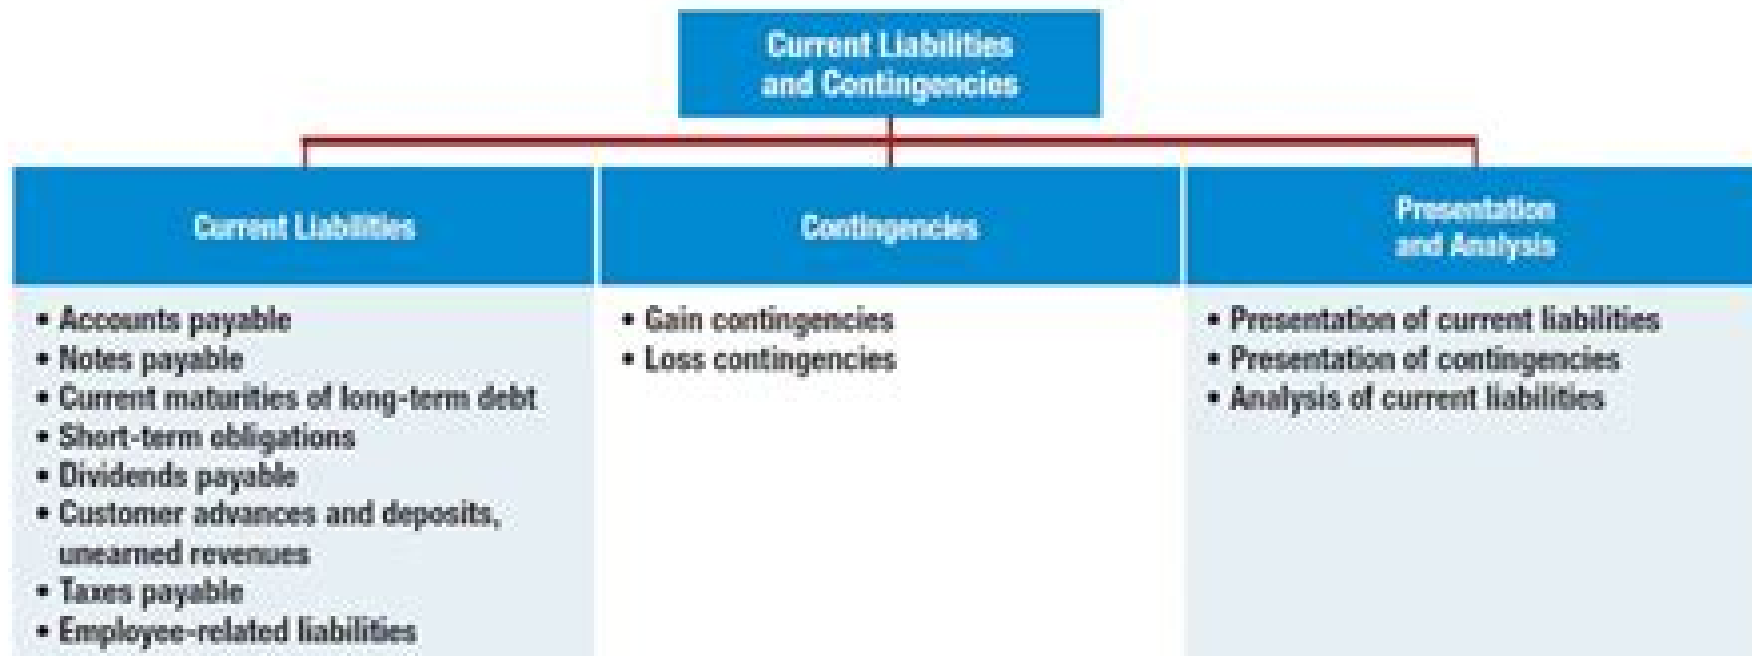 Current Liabilities
and Contingencies
Current Liabilities
• Accounts payable
• Notes payable
• Current maturities of long-term debt
• Short-term obligations
• Dividends payable
• Customer advances and deposits,
unearned revenues
• Taxes payable
• Employee-related liabilities
Contingencies
• Gain contingencies
• Loss contingencies
Presentation
and Analysis
• Presentation of current liabilities
• Presentation of contingencies
• Analysis of current liabilities